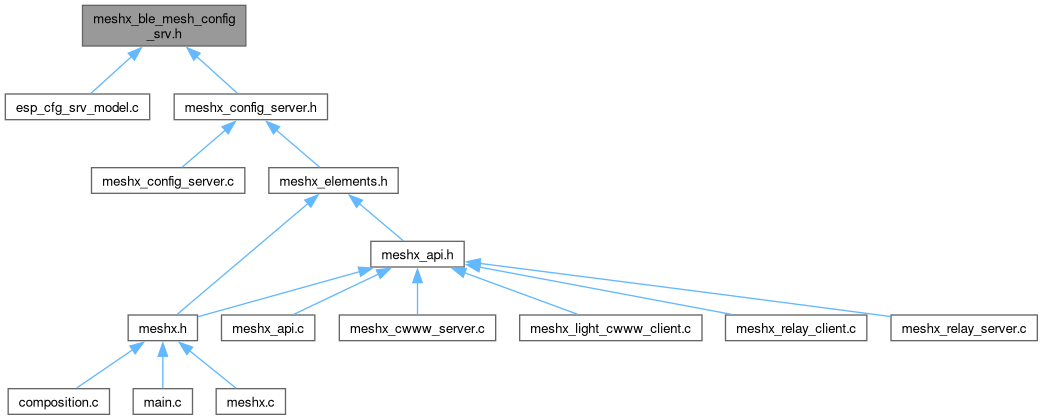 meshx_ble_mesh_config
_srv.h
esp_cfg_srv_model.c
meshx_config_server.h
meshx_config_server.c
meshx_elements.h
meshx_api.h
meshx.h
meshx_api.c
meshx_cwww_server.c
meshx_light_cwww_client.c
meshx_relay_client.c
meshx_relay_server.c
composition.c
main.c
meshx.c